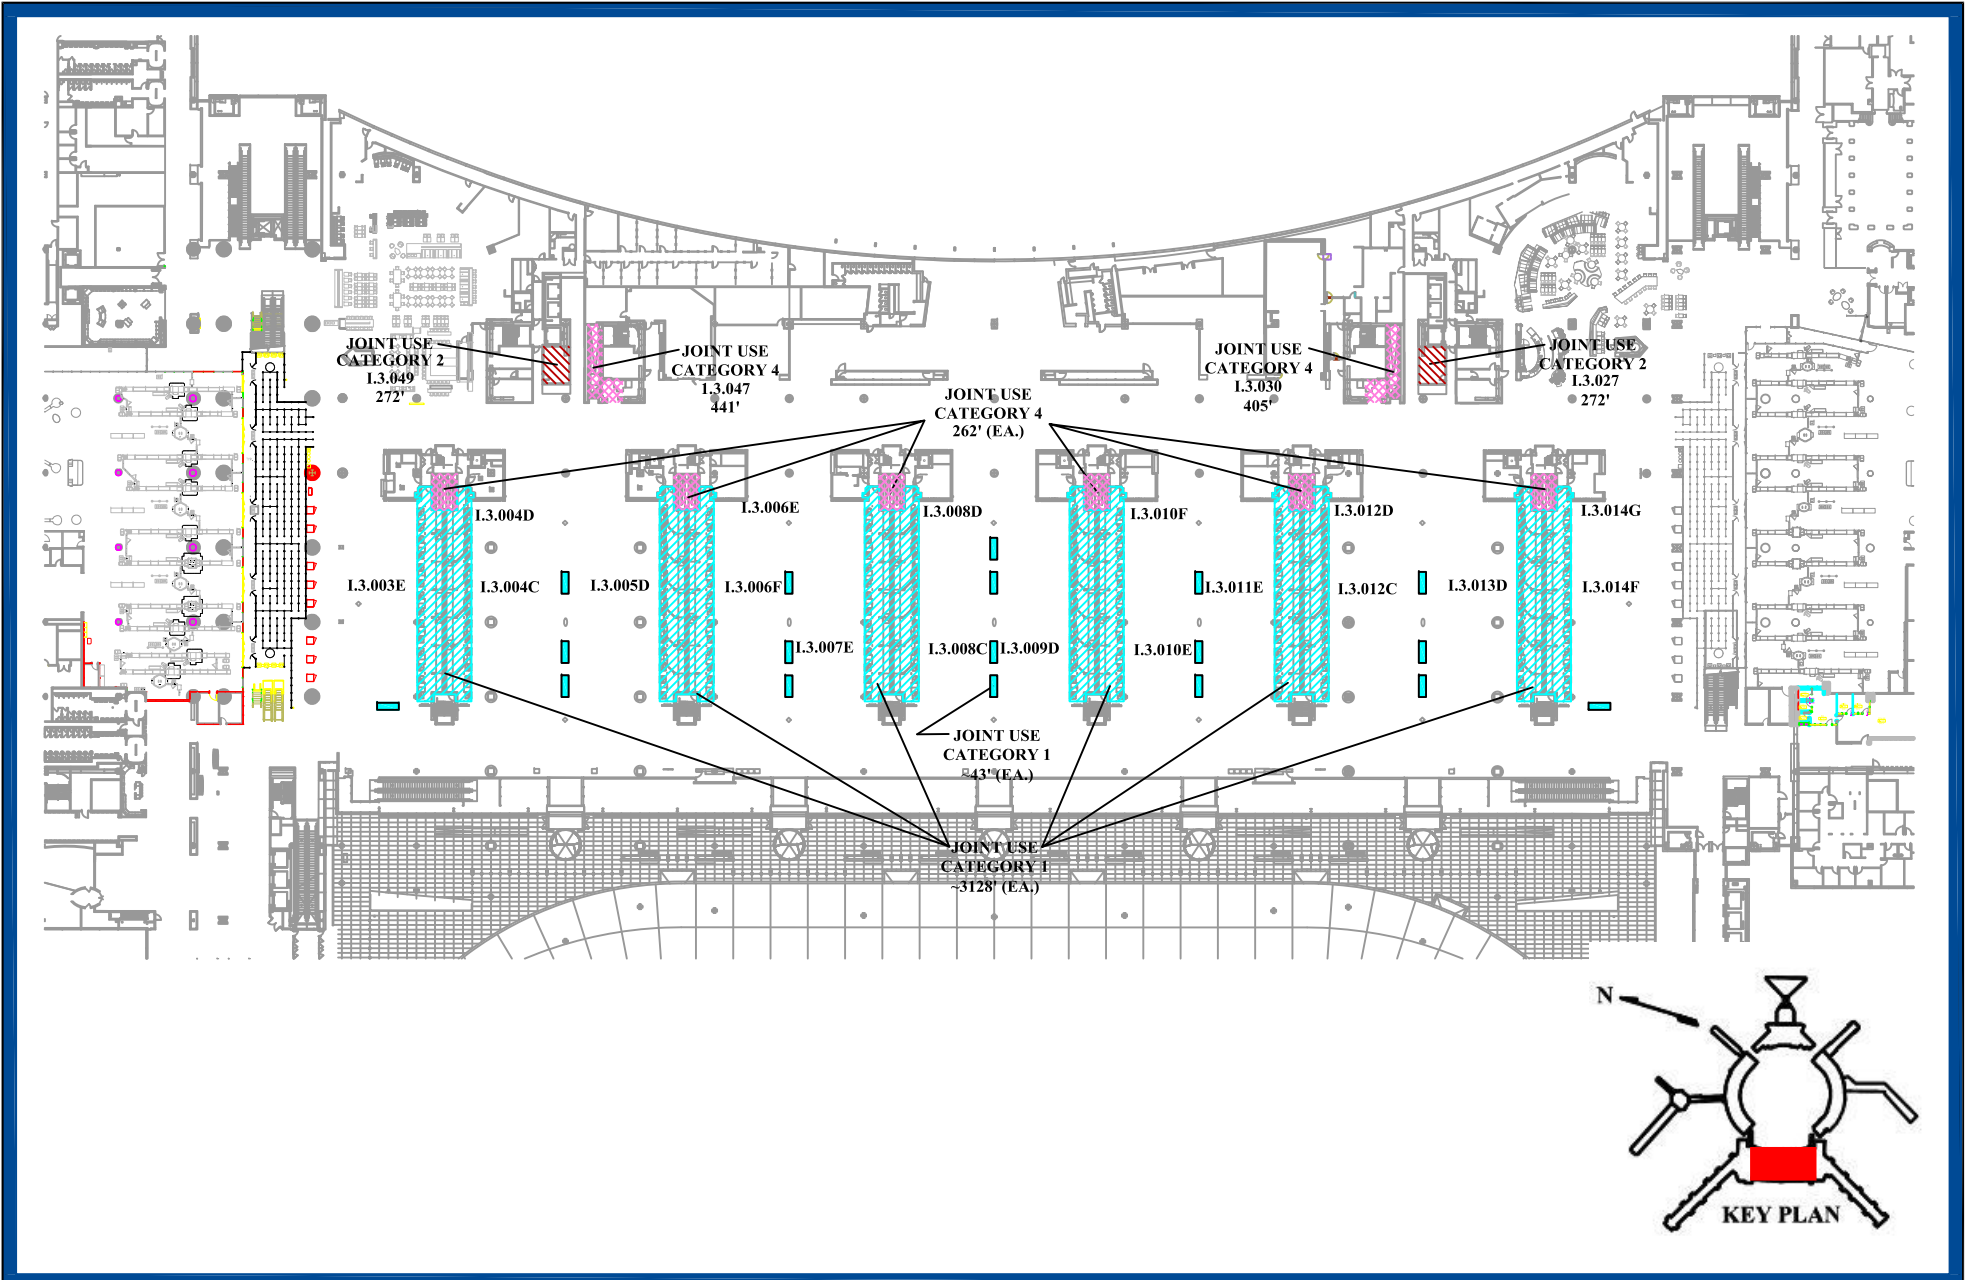 JOINT USE
CATEGORY 2
I.3.049
272'
JOINT USE
CATEGORY 4
1.3.047
441'
JOINT USE
CATEGORY 4
262' (EA.)
JOINT USE
CATEGORY 4
I.3.030
405'
JOINT USE
CATEGORY 2
I.3.027
272'
I.3.004D
I.3.006E
I.3.008D
I.3.010F
I.3.012D
I.3.014G
I.3.003E
I.3.004C
I.3.005D
I.3.006F
I.3.011E
I.3.012C
I.3.013D
I.3.014F
I.3.007E
I.3.008C
I.3.009D
I.3.010E
JOINT USE
CATEGORY 1
~43' (EA.)
JOINT USE
CATEGORY 1
~3128' (EA.)
N
KEY PLAN